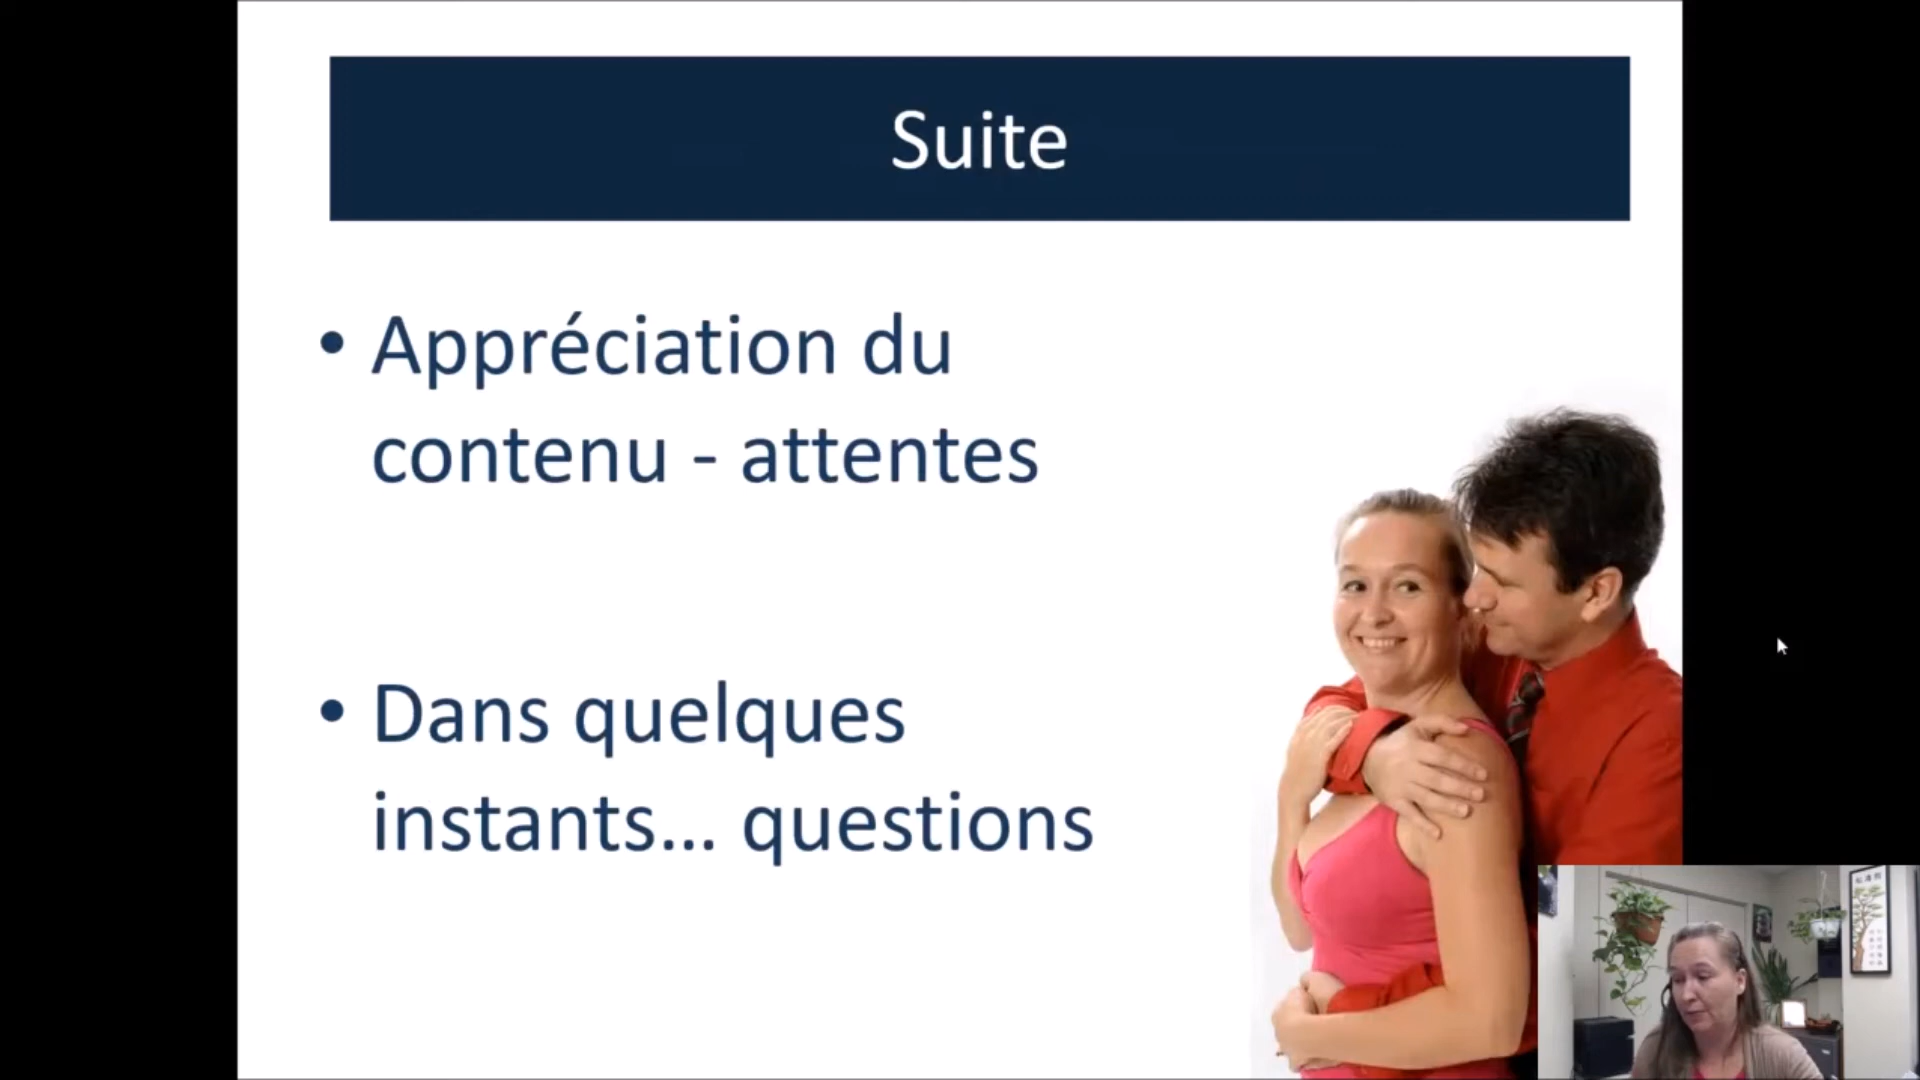 Suite
• Appréciation du
contenu - attentes
• Dans quelques
instants... questions